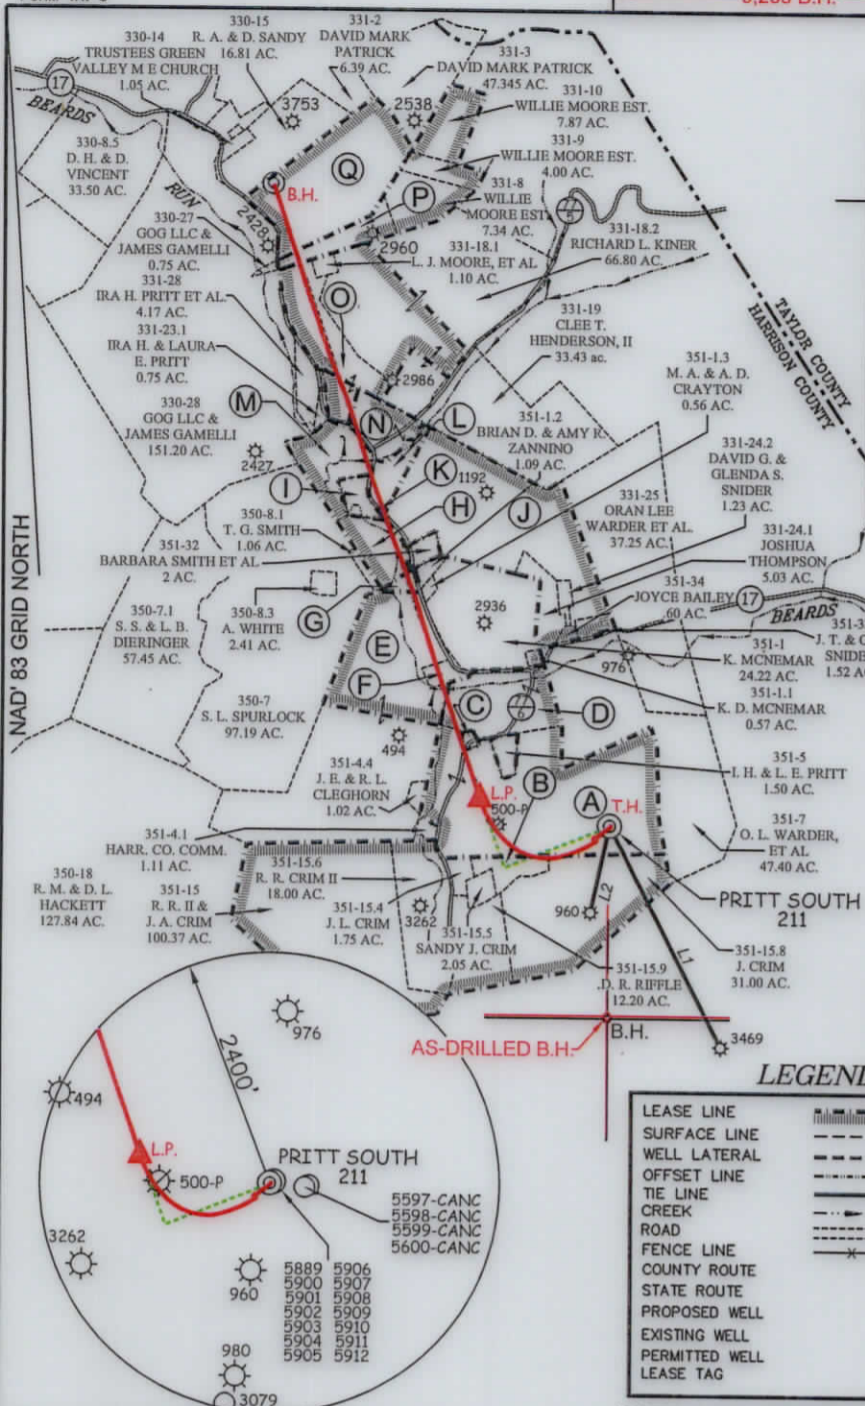 330-15
R. A. & D. SANDY
16.81 AC.
331-2
DAVID MARK
PATRICK
6.39 AC.
330-14
TRUSTEES GREEN
VALLEY M E CHURCH
1.05 AC.
331-3
DAVID MARK PATRICK
47.345 AC.
17
BEARDS
3753
2538
331-10
WILLIE MOORE EST.
7.87 AC.
330-8.5
D. H. & D.
VINCENT
33.50 AC.
331-9
WILLIE MOORE EST.
4.00 AC.
Q
B.H.
P
331-8
WILLIE
MOORE EST.
7.34 AC.
RUN
2428
2960
330-27
GOG LLC &
JAMES GAMELLI
0.75 AC.
331-18.1
L. J. MOORE, ET AL
1.10 AC.
331-18.2
RICHARD L. KINER
66.80 AC.
331-28
IRA H. PRITT ET AL.
4.17 AC.
331-19
CLEE T.
HENDERSON, II
33.43 ac.
TAYLOR COUNTY
HARRISON COUNTY
331-23.1
IRA H. & LAURA
E. PRITT
0.75 AC.
O
2986
351-1.3
M. A. & A. D.
CRAYTON
0.56 AC.
330-28
GOG LLC &
JAMES GAMELLI
151.20 AC.
M
N
L
351-1.2
BRIAN D. & AMY R.
ZANNINO
1.09 AC.
2427
K
1192
331-24.2
DAVID G. &
GLENDA S.
SNIDER
1.23 AC.
I
H
J
331-25
ORAN LEE
WARDER ET AL.
37.25 AC.
350-8.1
T. G. SMITH
1.06 AC.
351-32
BARBARA SMITH ET AL
2 AC.
331-24.1
JOSHUA
THOMPSON
5.03 AC.
NAD' 83 GRID NORTH
350-7.1
S. S. & L. B.
DIERINGER
57.45 AC.
350-8.3
A. WHITE
2.41 AC.
G
2936
351-34
JOYCE BAILEY
.60 AC.
17
BEARDS
E
F
976
351-1
K. MCNEMAR
24.22 AC.
J. T. &
1.52
350-7
S. L. SPURLOCK
97.19 AC.
C
6
D
351-1.1
K. D. MCNEMAR
0.57 AC.
494
351-4.4
J. E. & R. L.
CLEGHORN
1.02 AC.
B
351-5
I. H. & L. E. PRITT
1.50 AC.
L.P.
500-P
A
T.H.
351-4.1
HARR. CO. COMM.
1.11 AC.
351-7
O. L. WARDER,
ET AL
47.40 AC.
350-18
R. M. & D. L.
HACKETT
127.84 AC.
351-15
R. R. II &
J. A. CRIM
100.37 AC.
351-15.6
R. R. CRIM II
18.00 AC.
351-15.4
J. L. CRIM
1.75 AC.
3262
960
L2
L1
PRITT SOUTH
211
351-15.5
SANDY J. CRIM
2.05 AC.
351-15.8
J. CRIM
31.00 AC.
351-15.9
D. R. RIFFLE
12.20 AC.
AS-DRILLED B.H.
B.H.
3469
2400'
976
494
L.P.
500-P
PRITT SOUTH
211
5597-CANC
5598-CANC
5599-CANC
5600-CANC
3262
960
5889 5906
5900 5907
5901 5908
5902 5909
5903 5910
5904 5911
5905 5912
980
3079
LEGEND
LEASE LINE
SURFACE LINE
WELL LATERAL
OFFSET LINE
TIE LINE
CREEK
ROAD
FENCE LINE
COUNTY ROUTE
STATE ROUTE
PROPOSED WELL
EXISTING WELL
PERMITTED WELL
LEASE TAG